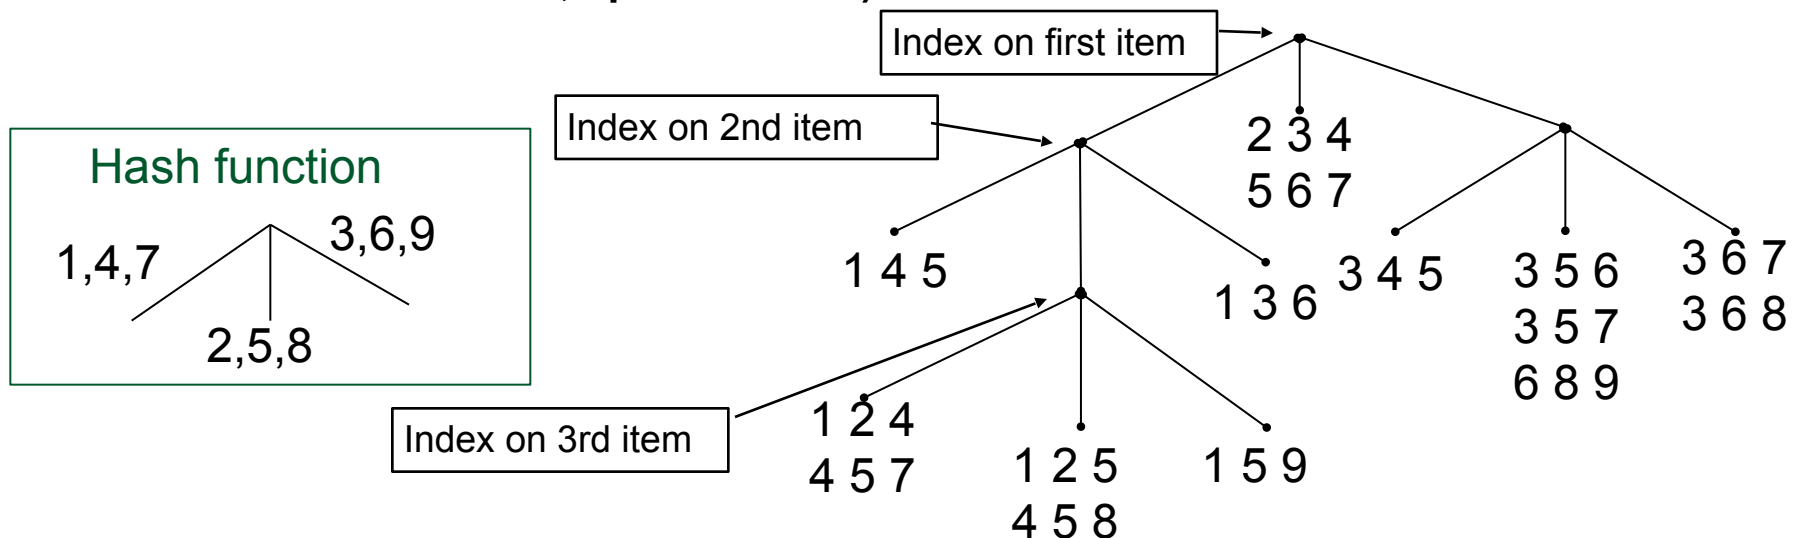 Index on first item
Index on 2nd item
2 3 4
5 6 7
Hash function
1,4,7
3,6,9
2,5,8
1 4 5
1 3 6
3 4 5
3 5 6
3 5 7
6 8 9
3 6 7
3 6 8
Index on 3rd item
1 2 4
4 5 7
1 2 5
4 5 8
1 5 9